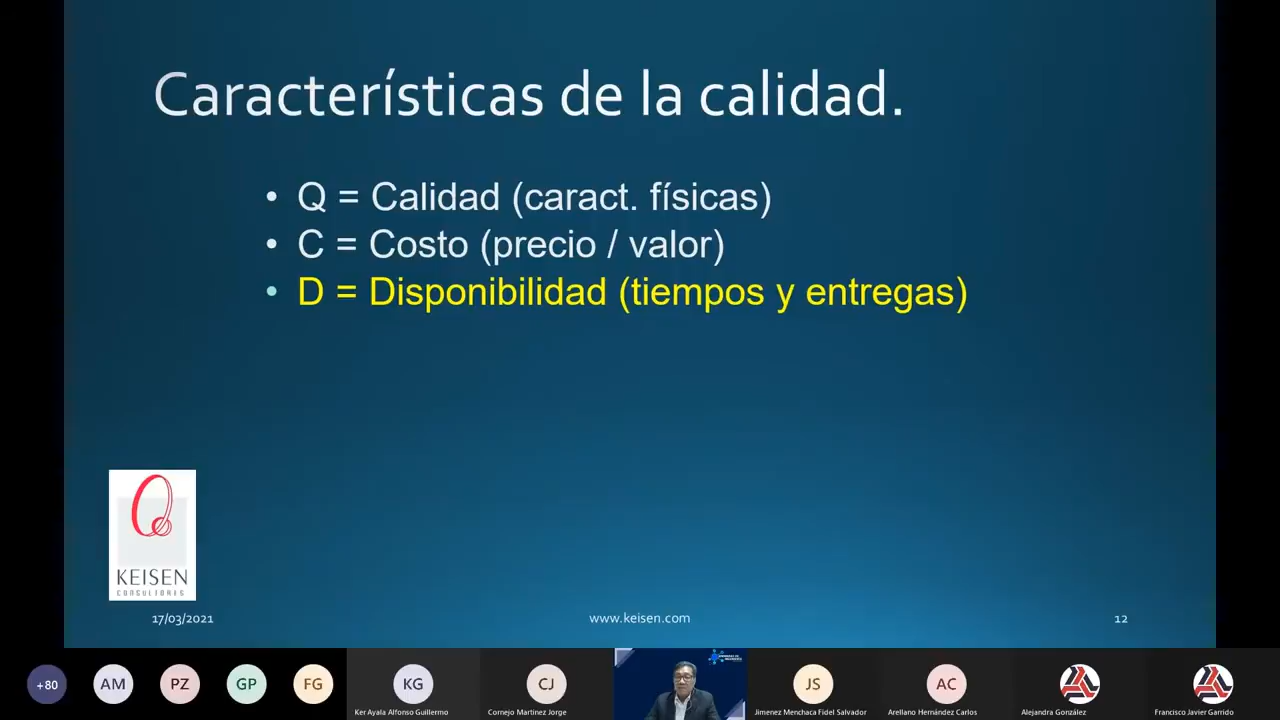 Características de la calidad.
• Q = Calidad (caract. físicas)
• C = Costo (precio / valor)
• D = Disponibilidad (tiempos y entregas)
KEISEN
CONSULTORES
17/03/2021
www.keisen.com
12
+80
AM
PZ
GP
FG
KG
CJ
JS
AC
Ker Ayala Alfonso Guillermo
Cornejo Martinez Jorge
Jimenez Menchaca Fidel Salvador
Arellano Hernández Carlos
Alejandra González
Francisco Javier Garrido